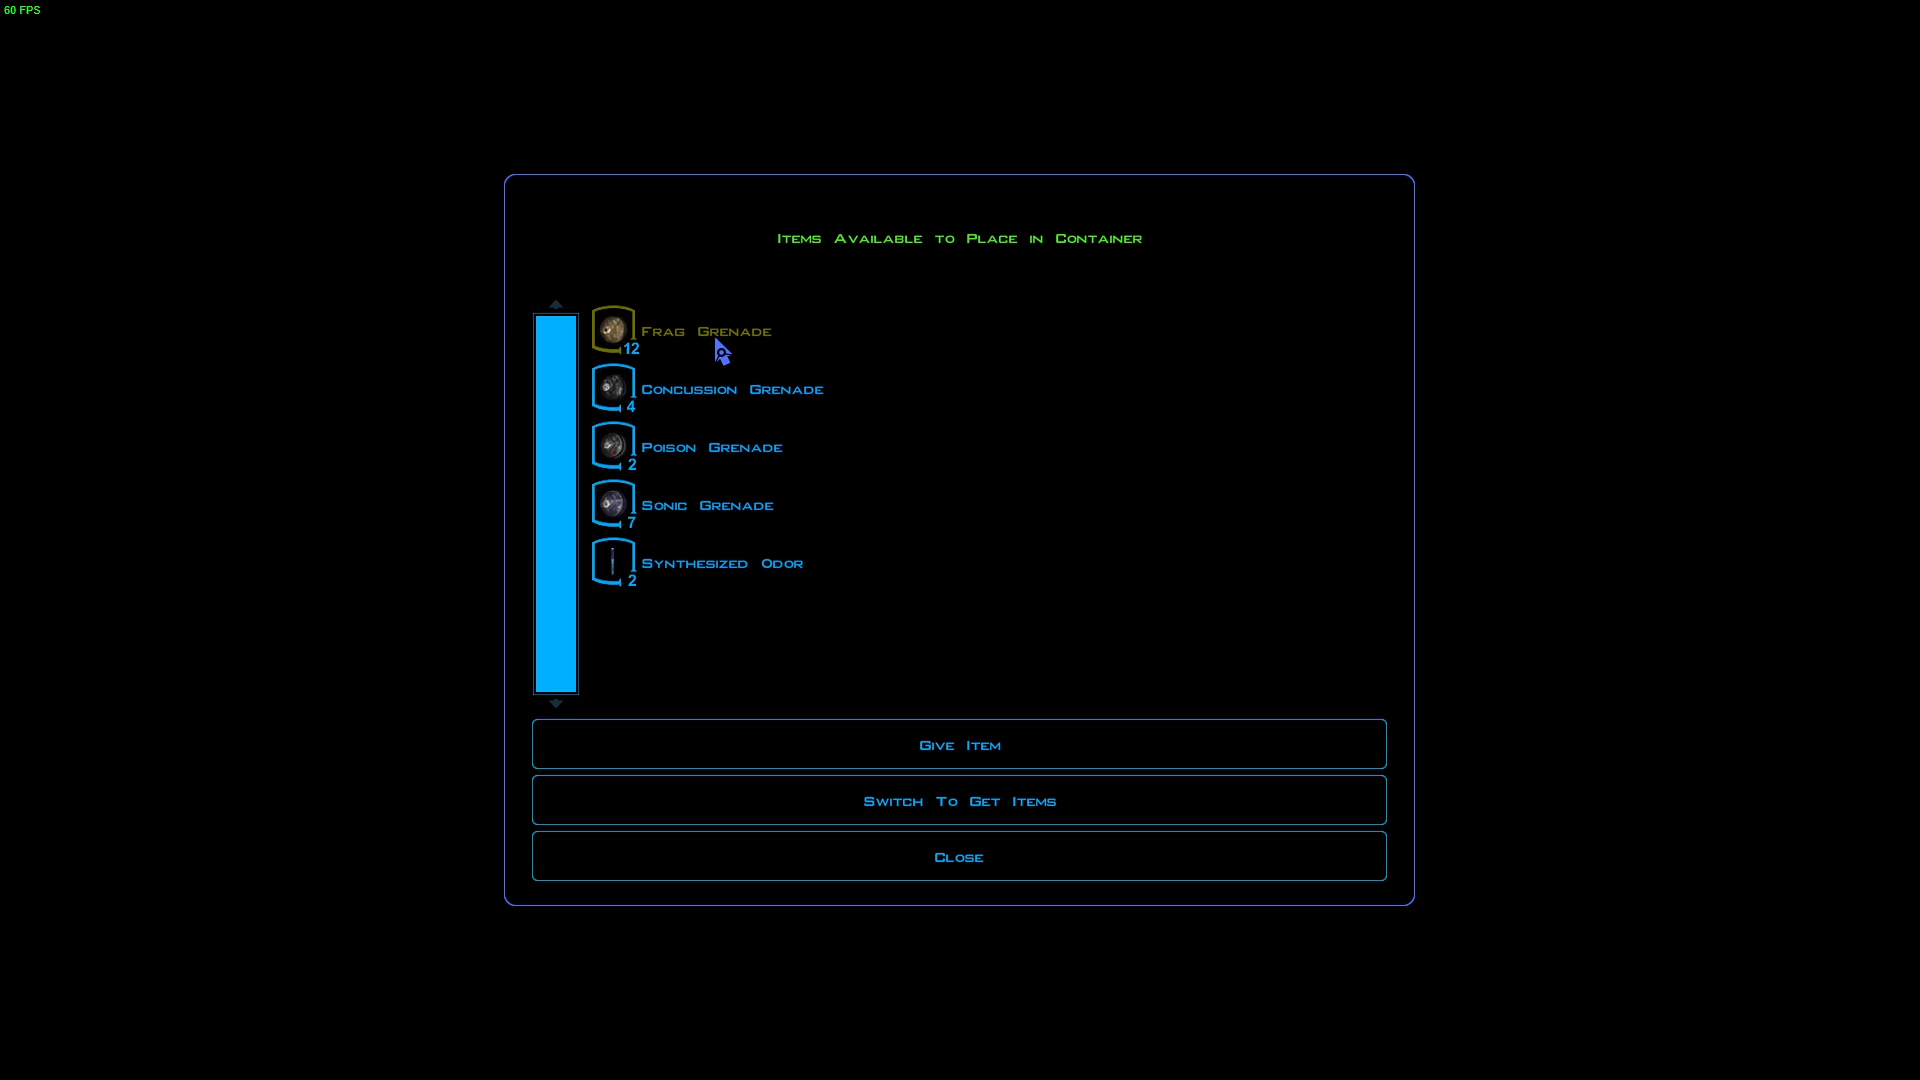 60 FPS
Items Available to Place in Container
Frag Grenade
12
Concussion Grenade
4
Poison Grenade
2
Sonic Grenade
7
Synthesized Odor
2
Give Item
Switch To Get Items
Close